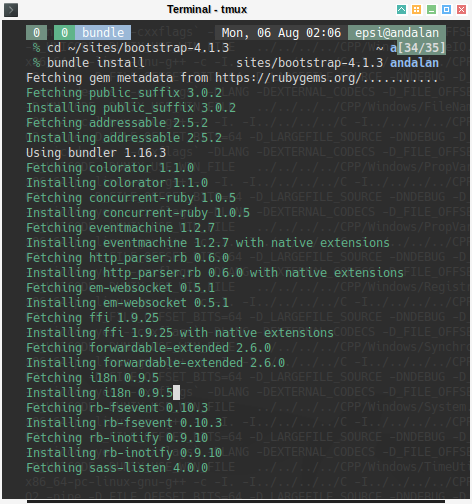 Terminal - tmux
0 0 bundle Mon, 06 Aug 02:06 epsi@andalan
% cd ~/sites/bootstrap-4.1.3 ~ a[34/35]
% bundle install sites/bootstrap-4.1.3 andalan
Fetching gem metadata from https://rubygems.org/...........
Fetching public_suffix 3.0.2
Installing public_suffix 3.0.2
Fetching addressable 2.5.2
Installing addressable 2.5.2
Using bundler 1.16.3
Fetching colorator 1.1.0
Installing colorator 1.1.0
Fetching concurrent-ruby 1.0.5
Installing concurrent-ruby 1.0.5
Fetching eventmachine 1.2.7
Installing eventmachine 1.2.7 with native extensions
Fetching http_parser.rb 0.6.0
Installing http_parser.rb 0.6.0 with native extensions
Fetching em-websocket 0.5.1
Installing em-websocket 0.5.1
Fetching ffi 1.9.25
Installing ffi 1.9.25 with native extensions
Fetching forwardable-extended 2.6.0
Installing forwardable-extended 2.6.0
Fetching i18n 0.9.5
Installing i18n 0.9.5
Fetching rb-fsevent 0.10.3
Installing rb-fsevent 0.10.3
Fetching rb-inotify 0.9.10
Installing rb-inotify 0.9.10
Fetching sass-listen 4.0.0